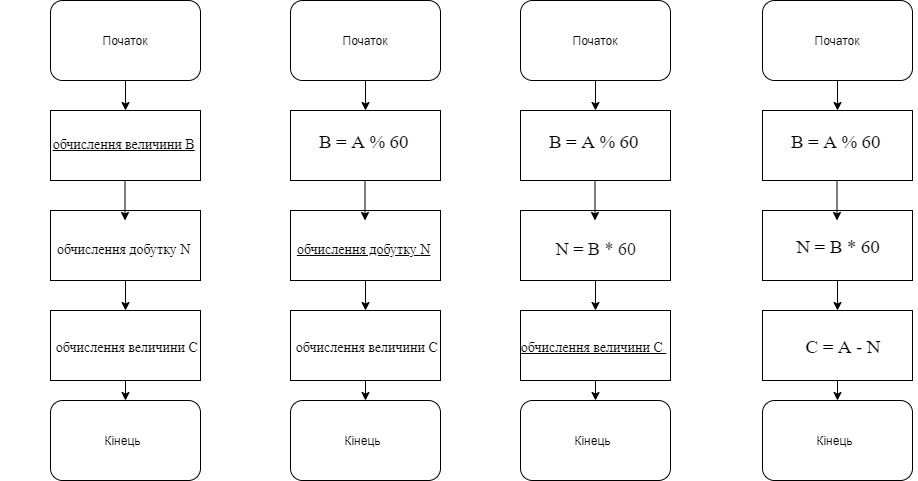 Початок
обчислення величини B
обчислення добутку N
обчислення величини C
Кінець
Початок
B = A % 60
обчислення добутку N
обчислення величини C
Кінець
Початок
B = A % 60
N = B * 60
обчислення величини C
Кінець
Початок
B = A % 60
N = B * 60
C = A - N
Кінець